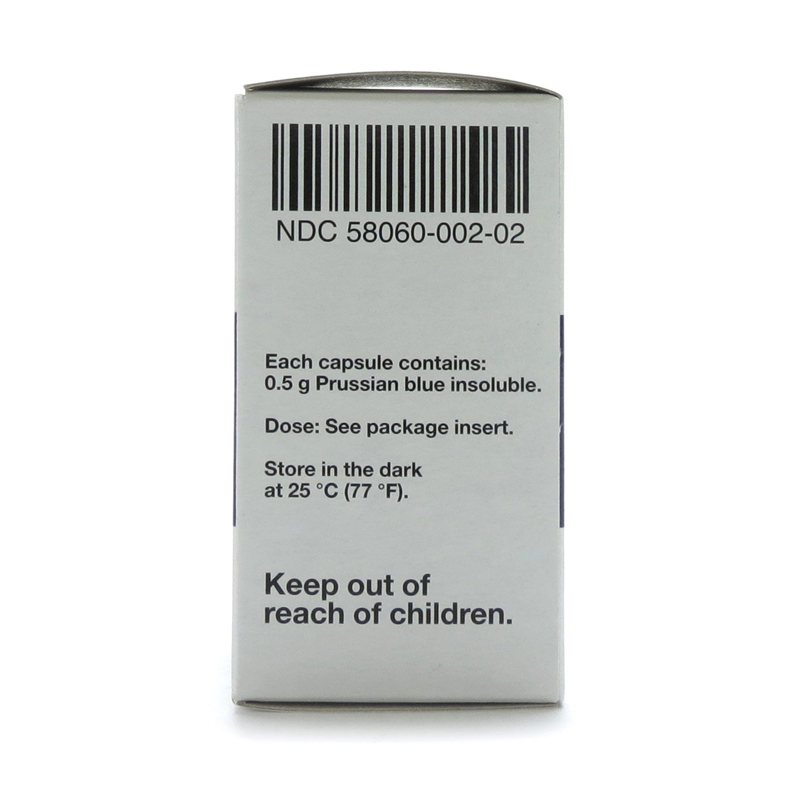 NDC 58060-002-02
Each capsule contains:
0.5 g Prussian blue insoluble.
Dose: See package insert.
Store in the dark
at 25 °C (77 °F).
Keep out of
reach of children.